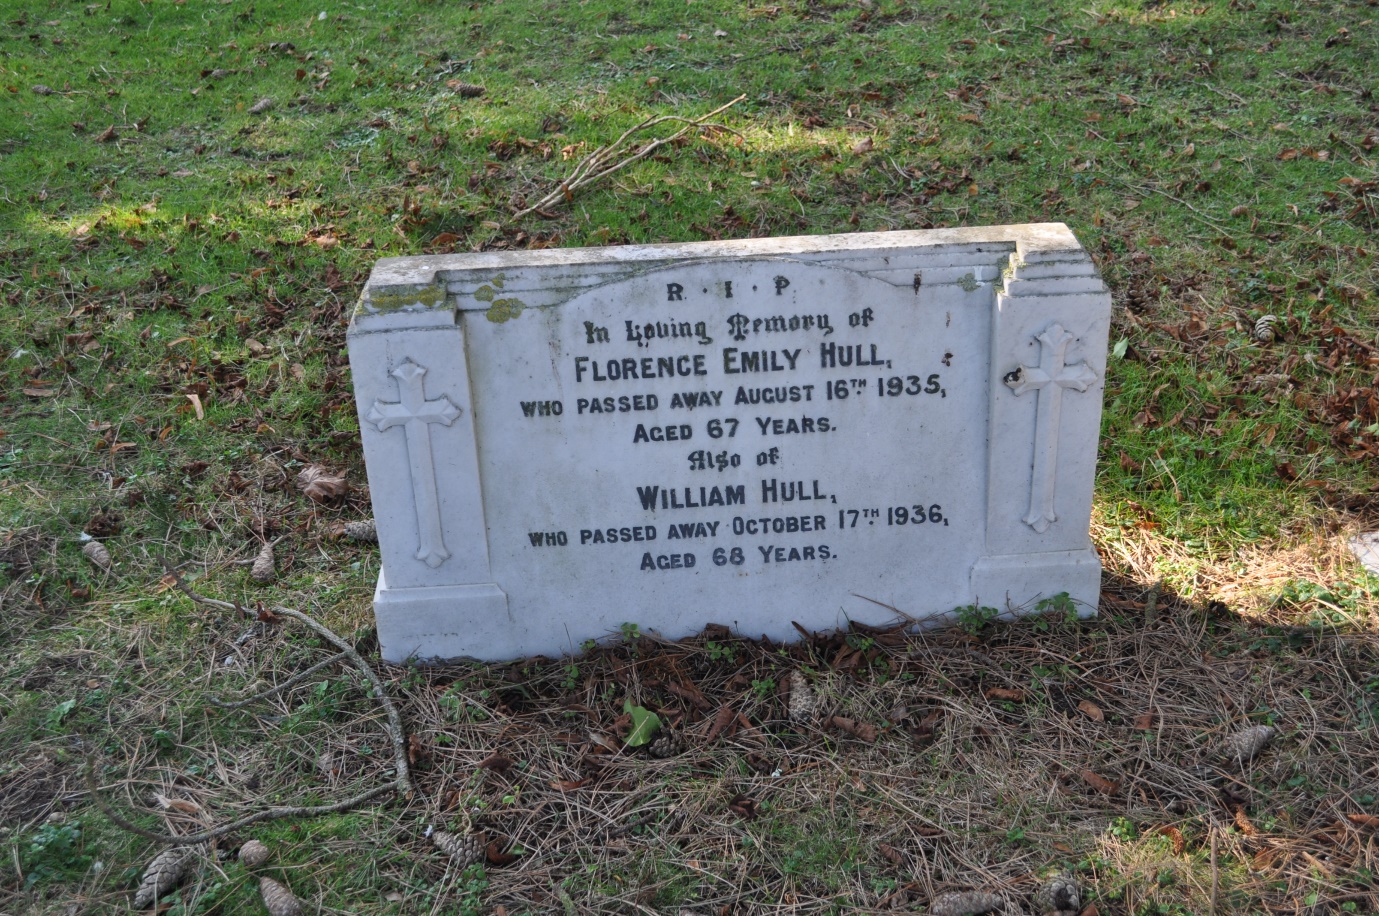 R · I · P
In Loving Memory of
FLORENCE EMILY HULL,
WHO PASSED AWAY AUGUST 16TH 1935,
AGED 67 YEARS.
Also of
WILLIAM HULL,
WHO PASSED AWAY OCTOBER 17TH 1936,
AGED 68 YEARS.